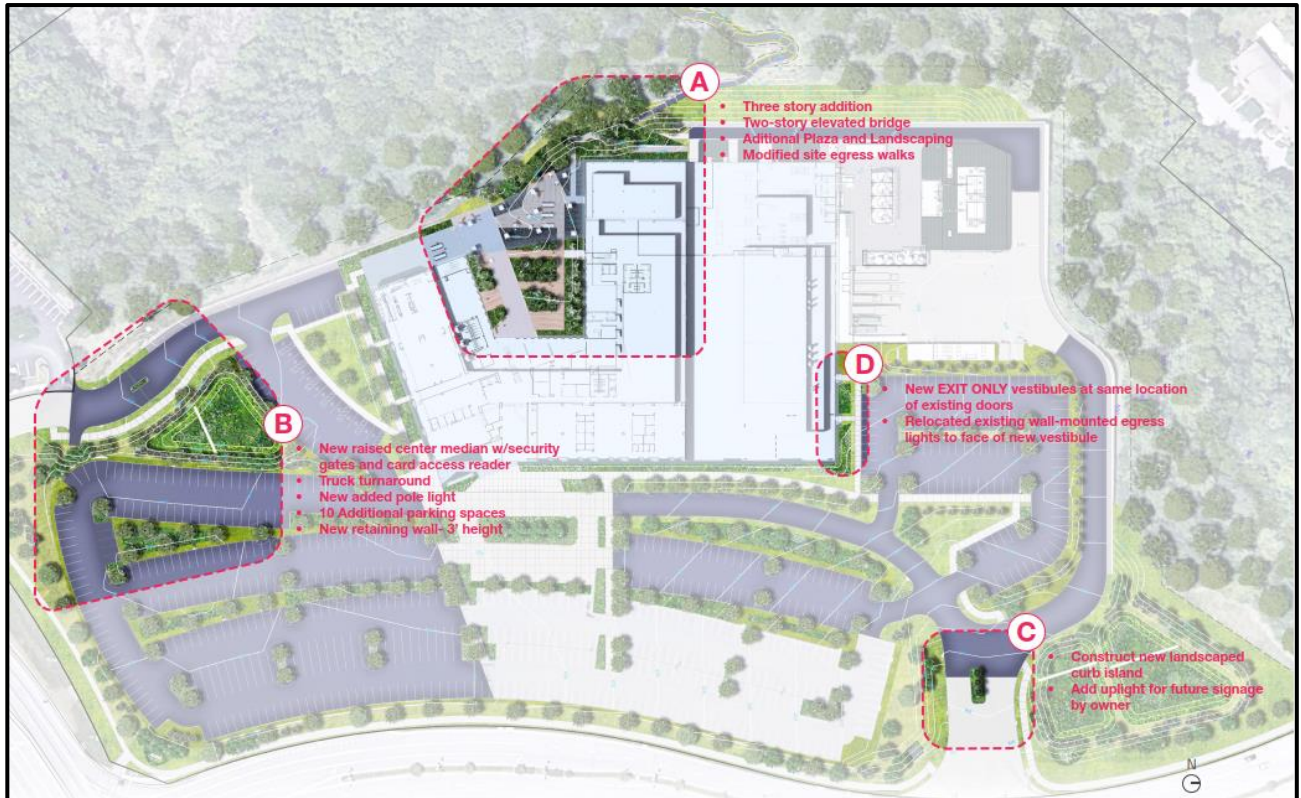 A
• Three story addition
• Two-story elevated bridge
• Aditional Plaza and Landscaping
• Modified site egress walks
D
• New EXIT ONLY vestibules at same location
of existing doors
• Relocated existing wall-mounted egress
lights to face of new vestibule
B
• New raised center median w/security
gates and card access reader
• Truck turnaround
• New added pole light
• 10 Additional parking spaces
• New retaining wall- 3' height
C
• Construct new landscaped
curb island
• Add uplight for future signage
by owner
N